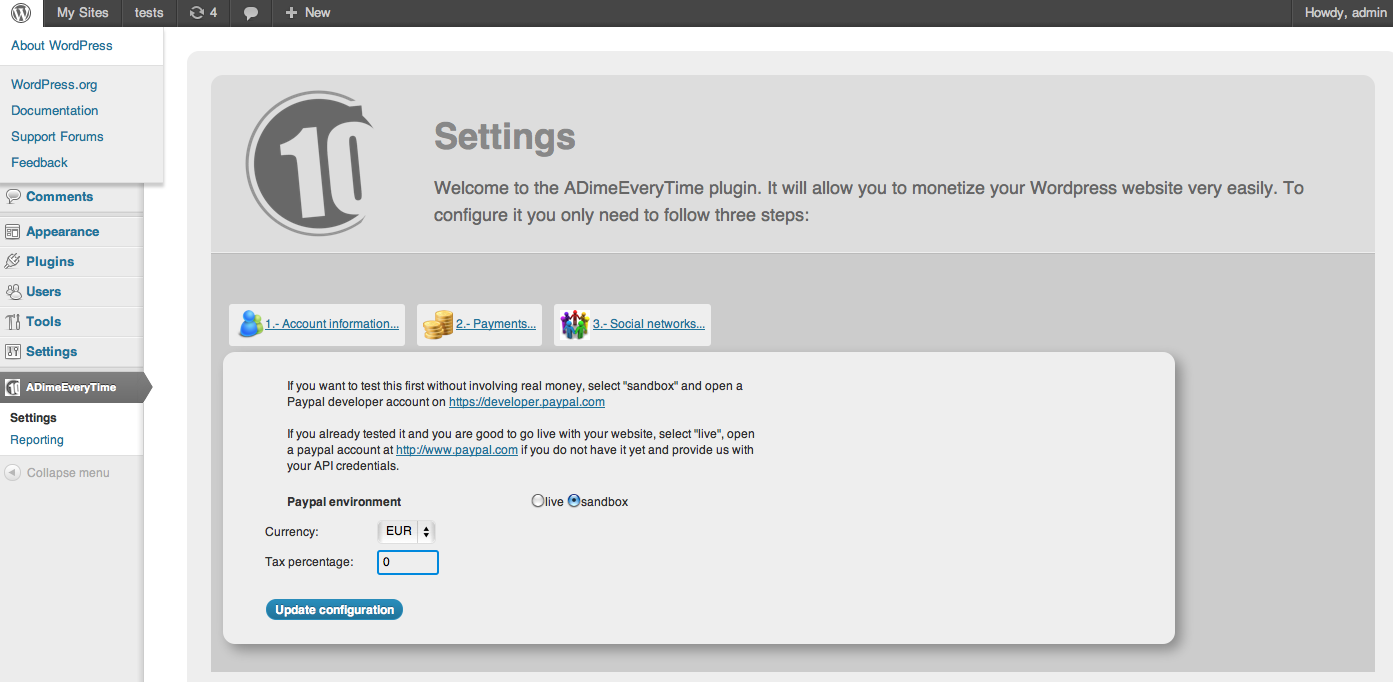 My Sites tests 4 New Howdy, admin
About WordPress
WordPress.org
Documentation
Support Forums
Feedback
Comments
Appearance
Plugins
Users
Tools
Settings
10 ADimeEveryTime
Settings
Reporting
Collapse menu
10
Settings
Welcome to the ADimeEveryTime plugin. It will allow you to monetize your Wordpress website very easily. To
configure it you only need to follow three steps:
1.- Account information... 2.- Payments... 3.- Social networks...
If you want to test this first without involving real money, select "sandbox" and open a
Paypal developer account on https://developer.paypal.com
If you already tested it and you are good to go live with your website, select "live", open
a paypal account at http://www.paypal.com if you do not have it yet and provide us with
your API credentials.
Paypal environment live sandbox
Currency: EUR
Tax percentage: 0
Update configuration